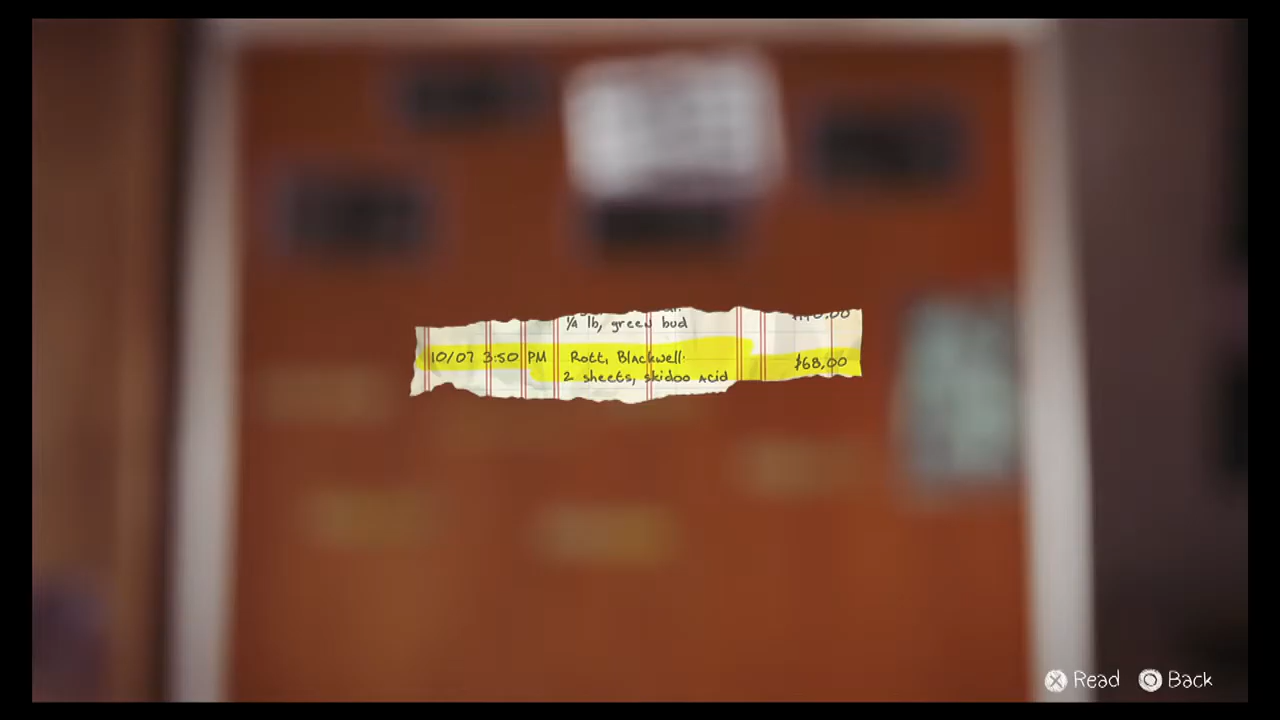 1/4 lb, green bud
10/07 3:50 PM Rott, Blackwell: $68,00
2 sheets, skidoo Acid
Read Back